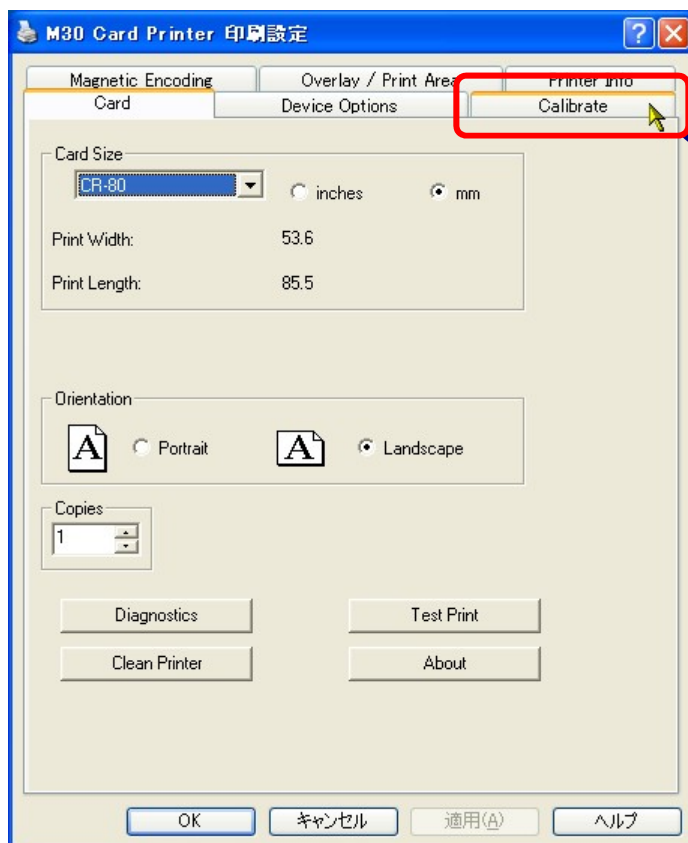 M30 Card Printer 印刷設定
Magnetic Encoding Overlay / Print Area Printer Info
Card Device Options Calibrate
Card Size
CR-80 inches mm
Print Width: 53.6
Print Length: 85.5
Orientation
A Portrait A Landscape
Copies
1
Diagnostics Test Print
Clean Printer About
OK キャンセル 適用(A) ヘルプ